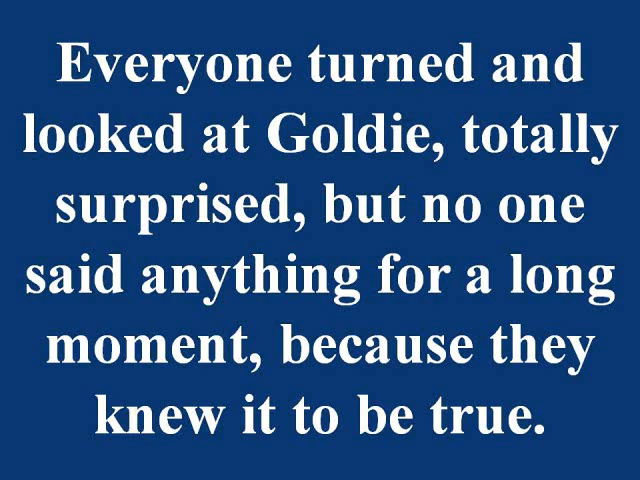 Everyone turned and
looked at Goldie, totally
surprised, but no one
said anything for a long
moment, because they
knew it to be true.